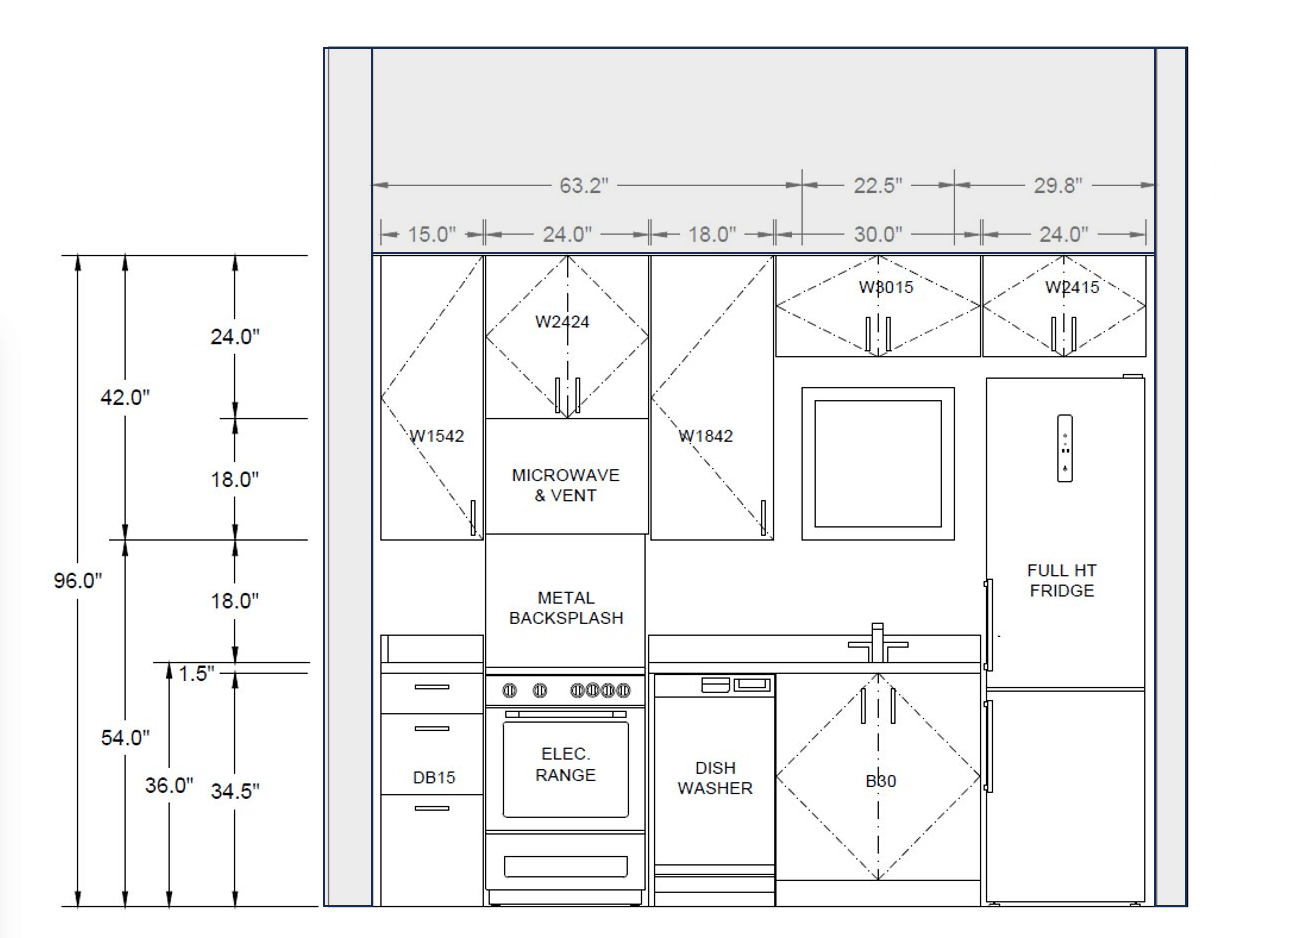 63.2" 22.5" 29.8"
15.0" 24.0" 18.0" 30.0" 24.0"
W3015 W2415
W2424
24.0"
42.0"
W1542 W1842
MICROWAVE
& VENT
18.0"
96.0"
FULL HT
FRIDGE
18.0"
METAL
BACKSPLASH
1.5"
54.0"
ELEC.
RANGE
DISH
WASHER
DB15
B30
36.0" 34.5"